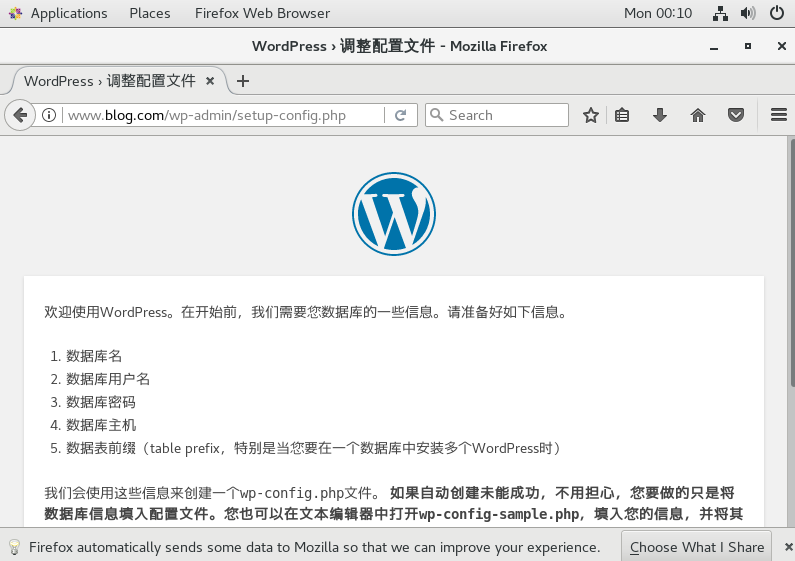 Applications Places Firefox Web Browser Mon 00:10
WordPress › 调整配置文件 - Mozilla Firefox
WordPress › 调整配置文件
www.blog.com/wp-admin/setup-config.php Search
W
欢迎使用WordPress。在开始前，我们需要您数据库的一些信息。请准备好如下信息。
1. 数据库名
2. 数据库用户名
3. 数据库密码
4. 数据库主机
5. 数据表前缀（table prefix，特别是当您要在一个数据库中安装多个WordPress时）
我们会使用这些信息来创建一个wp-config.php文件。 如果自动创建未能成功，不用担心，您要做的只是将
数据库信息填入配置文件。您也可以在文本编辑器中打开wp-config-sample.php，填入您的信息，并将其
Firefox automatically sends some data to Mozilla so that we can improve your experience. Choose What I Share